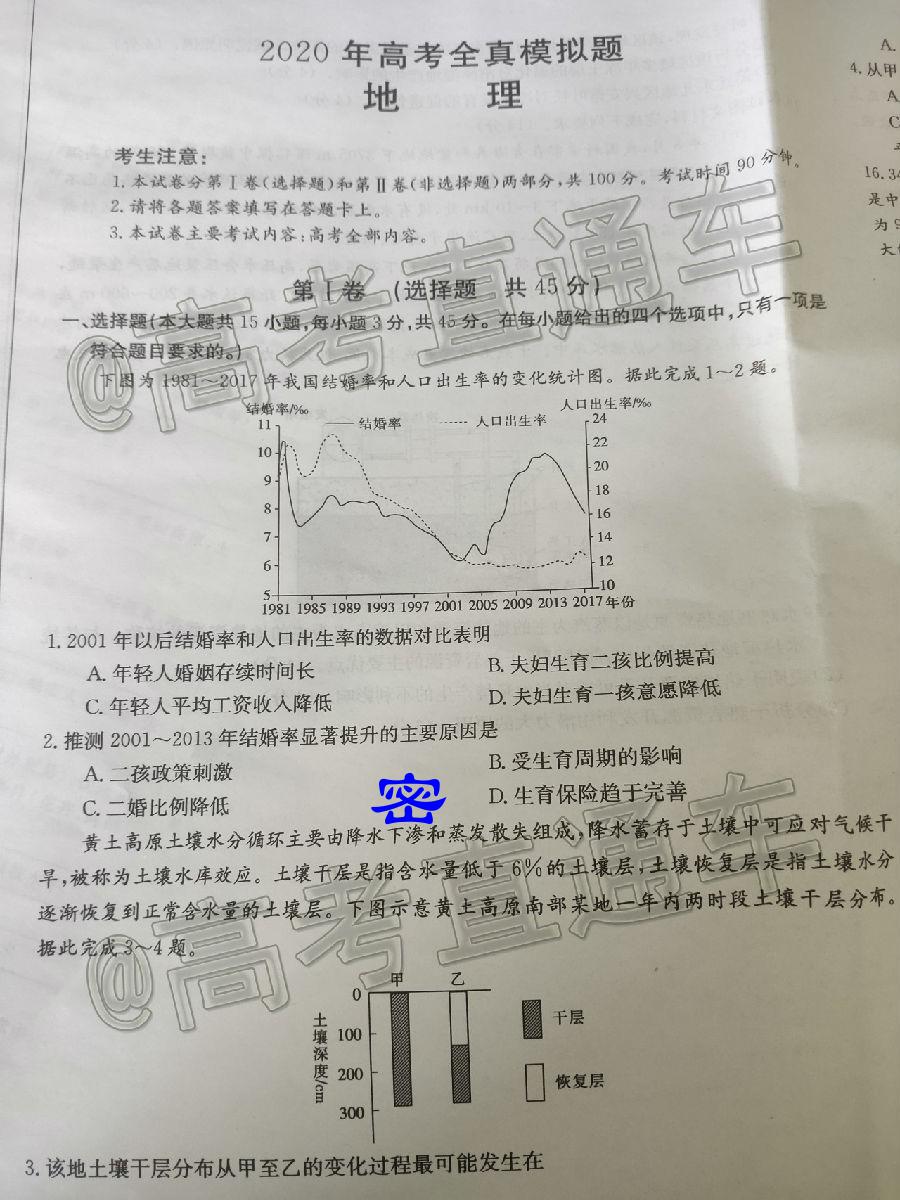 2020 年高考全真模拟题
地 理
考生注意:
1.本试卷分第Ⅰ卷(选择题)和第Ⅱ卷(非选择题)两部分,共 100 分。考试时间 90 分钟。
2.请将各题答案填写在答题卡上。
3.本试卷主要考试内容:高考全部内容。
第Ⅰ卷 (选择题 共 45 分)
一、选择题(本大题共 15 小题,每小题 3 分,共 45 分。在每小题给出的四个选项中,只有一项是
符合题目要求的。)
下图为 1981~2017 年我国结婚率和人口出生率的变化统计图。据此完成 1~2 题。
结婚率/‰ 人口出生率/‰
结婚率 人口出生率
11 10 9 8 7 6 5
24 22 20 18 16 14 12 10
1981 1985 1989 1993 1997 2001 2005 2009 2013 2017 年份
1. 2001 年以后结婚率和人口出生率的数据对比表明
A. 年轻人婚姻存续时间长 B. 夫妇生育二孩比例提高
C. 年轻人平均工资收入降低 D. 夫妇生育一孩意愿降低
2. 推测 2001~2013 年结婚率显著提升的主要原因是
A. 二孩政策刺激 B. 受生育周期的影响
C. 二婚比例降低 D. 生育保险趋于完善
密
黄土高原土壤水分循环主要由降水下渗和蒸发散失组成,降水蓄存于土壤中可应对气候干
旱,被称为土壤水库效应。土壤干层是指含水量低于 6%的土壤层,土壤恢复层是指土壤水分
逐渐恢复到正常含水量的土壤层。下图示意黄土高原南部某地一年内两时段土壤干层分布。
据此完成 3~4 题。
甲 乙
0
100
200
300
土壤深度/cm
干层
恢复层
3. 该地土壤干层分布从甲至乙的变化过程最可能发生在
@高考直通车
@高考直通车
A.
4. 从甲
A
C
16. 34
是中
为 9
大